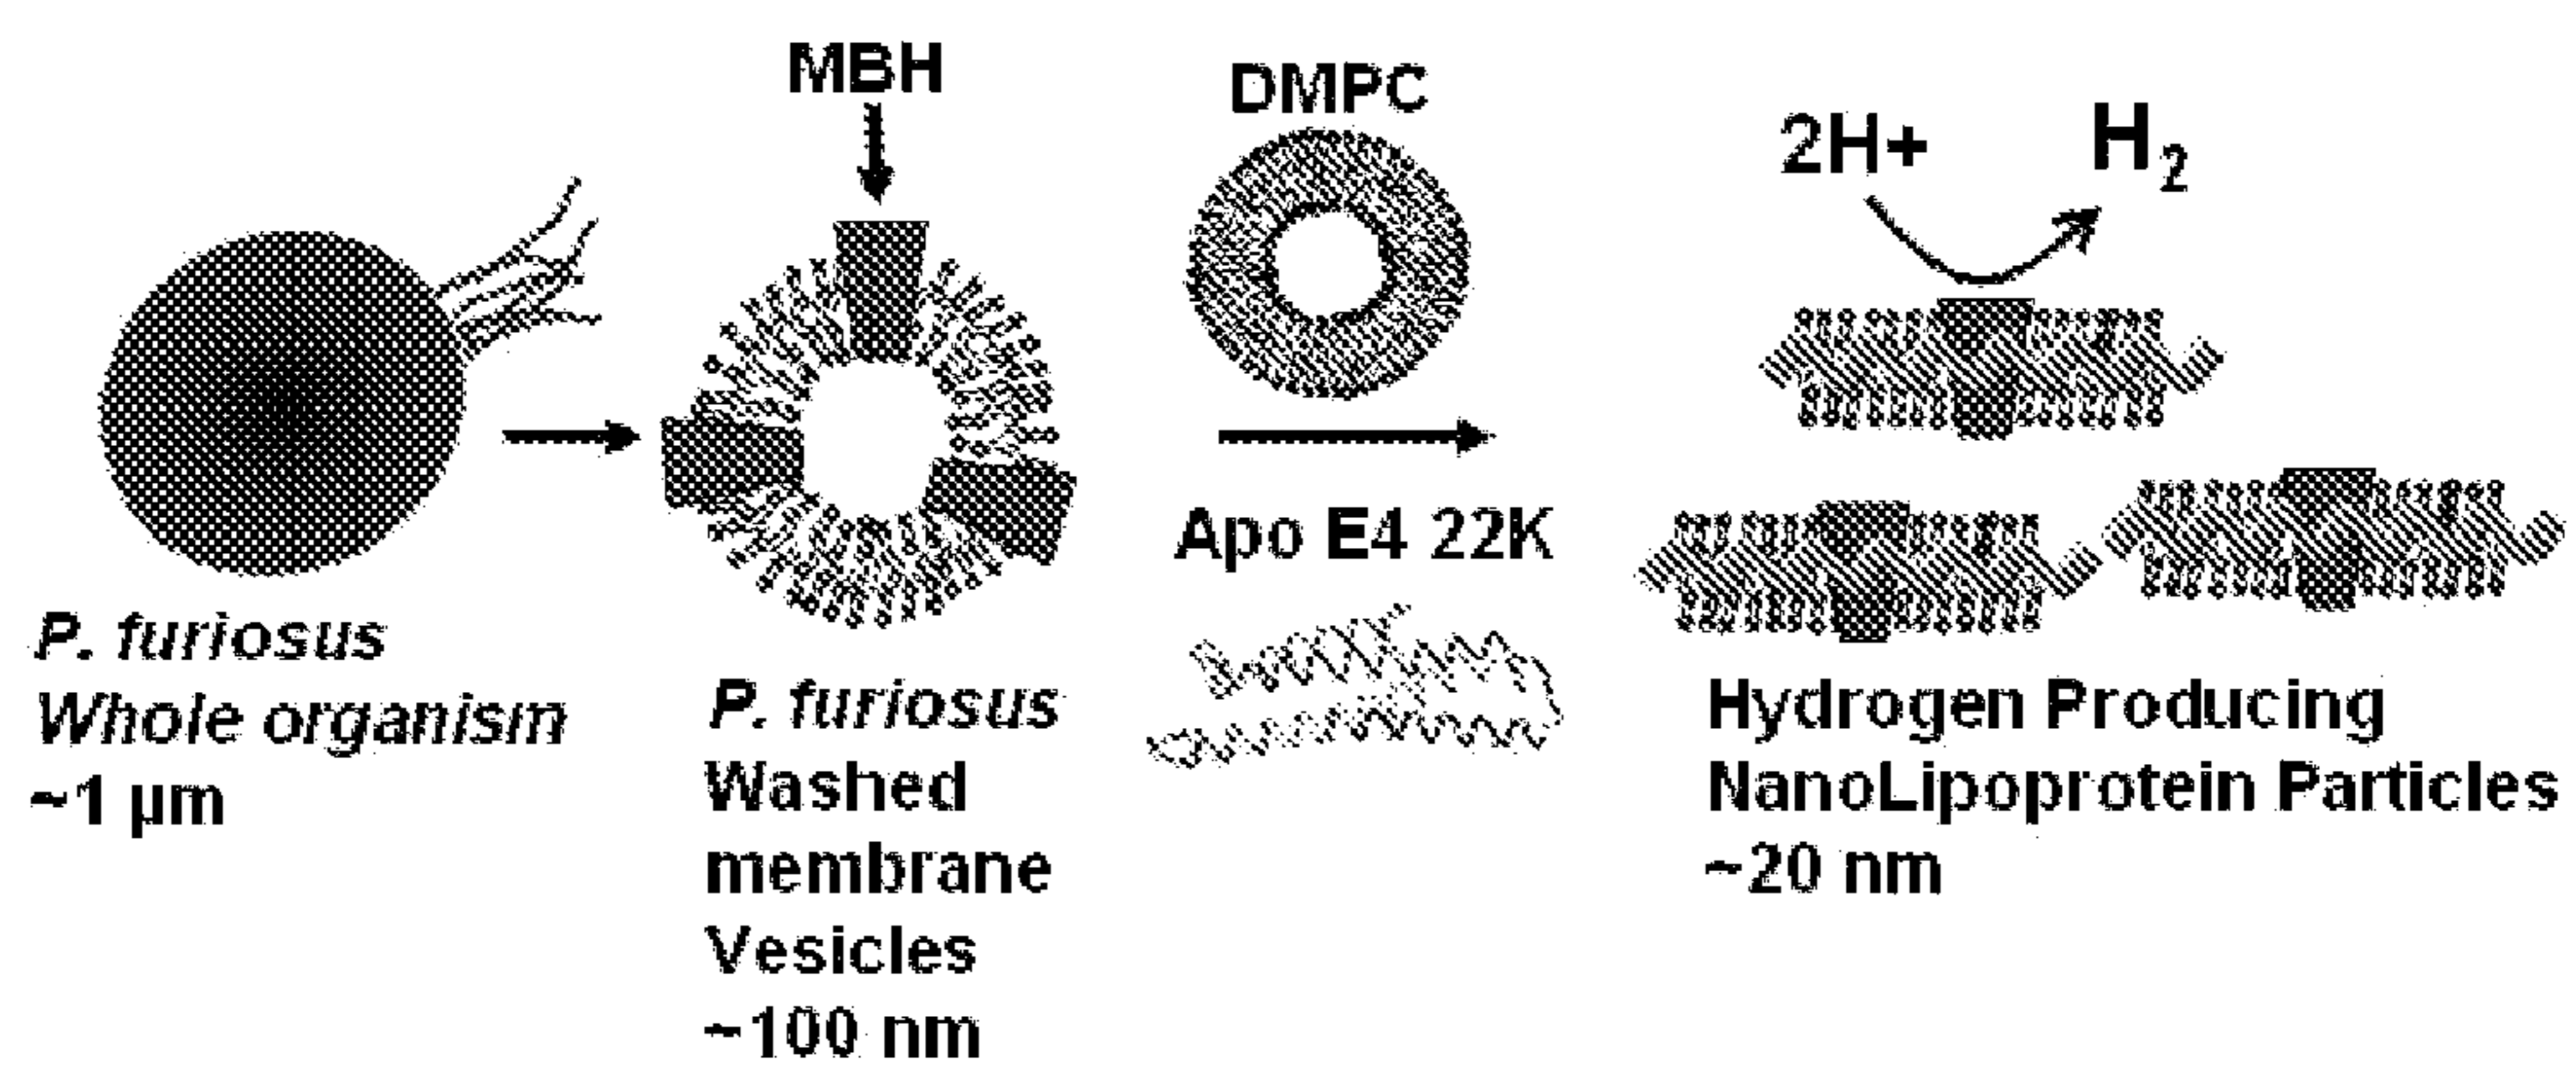 MBH
DMPC
2H+ H2
Apo E4 22K
P. furiosus
Whole organism
~1 µm
P. furiosus
Washed
membrane
Vesicles
~100 nm
Hydrogen Producing
NanoLipoprotein Particles
~20 nm